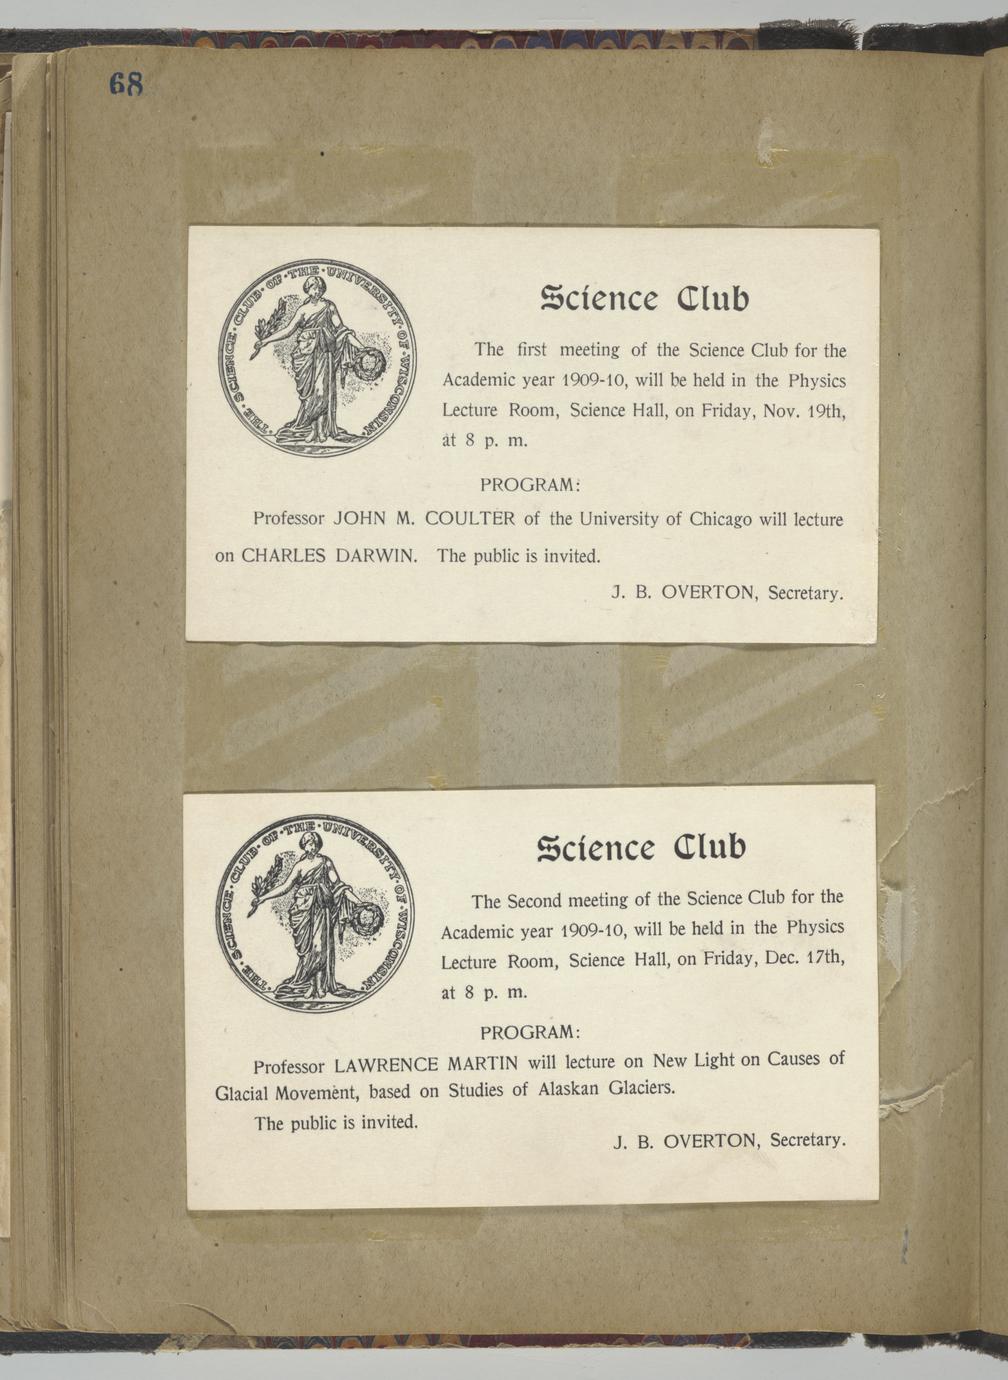 68
THE · SCIENCE · CLUB · OF · THE · UNIVERSITY · OF · WISCONSIN ·
Science Club
The first meeting of the Science Club for the
Academic year 1909-10, will be held in the Physics
Lecture Room, Science Hall, on Friday, Nov. 19th,
at 8 p. m.
PROGRAM:
Professor JOHN M. COULTER of the University of Chicago will lecture
on CHARLES DARWIN. The public is invited.
J. B. OVERTON, Secretary.
THE · SCIENCE · CLUB · OF · THE · UNIVERSITY · OF · WISCONSIN ·
Science Club
The Second meeting of the Science Club for the
Academic year 1909-10, will be held in the Physics
Lecture Room, Science Hall, on Friday, Dec. 17th,
at 8 p. m.
PROGRAM:
Professor LAWRENCE MARTIN will lecture on New Light on Causes of
Glacial Movement, based on Studies of Alaskan Glaciers.
The public is invited.
J. B. OVERTON, Secretary.